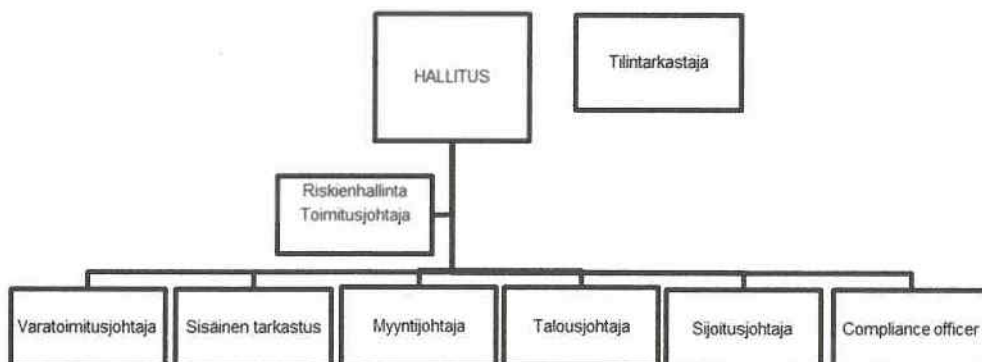 HALLITUS
Tilintarkastaja
Riskienhallinta
Toimitusjohtaja
Varatoimitusjohtaja
Sisäinen tarkastus
Myyntijohtaja
Talousjohtaja
Sijoitusjohtaja
Compliance officer